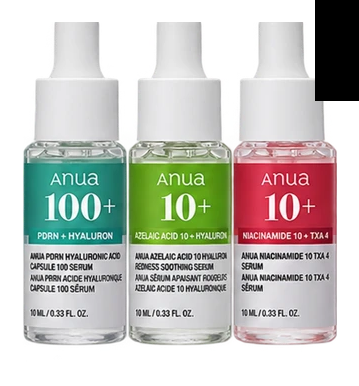 Anua
100+
PDRN + HYALURON
ANUA PDRN HYALURONIC ACID
CAPSULE 100 SERUM
ANUA PDRN ACIDE HYALURONIQUE
CAPSULE 100 SÉRUM
10 ML / 0.33 FL. OZ.
Anua
10+
AZELAIC ACID 10 + HYALURON
ANUA AZELAIC ACID 10 HYALURON
REDNESS SOOTHING SERUM
ANUA SÉRUM APAISANT ROUGEURS
AZELAIC ACIDE 10 HYALURONIQUE
10 ML / 0.33 FL. OZ.
Anua
10+
NIACINAMIDE 10 + TXA 4
ANUA NIACINAMIDE 10 TXA 4
SERUM
ANUA NIACINAMIDE 10 TXA 4
SÉRUM
10 ML / 0.33 FL. OZ.